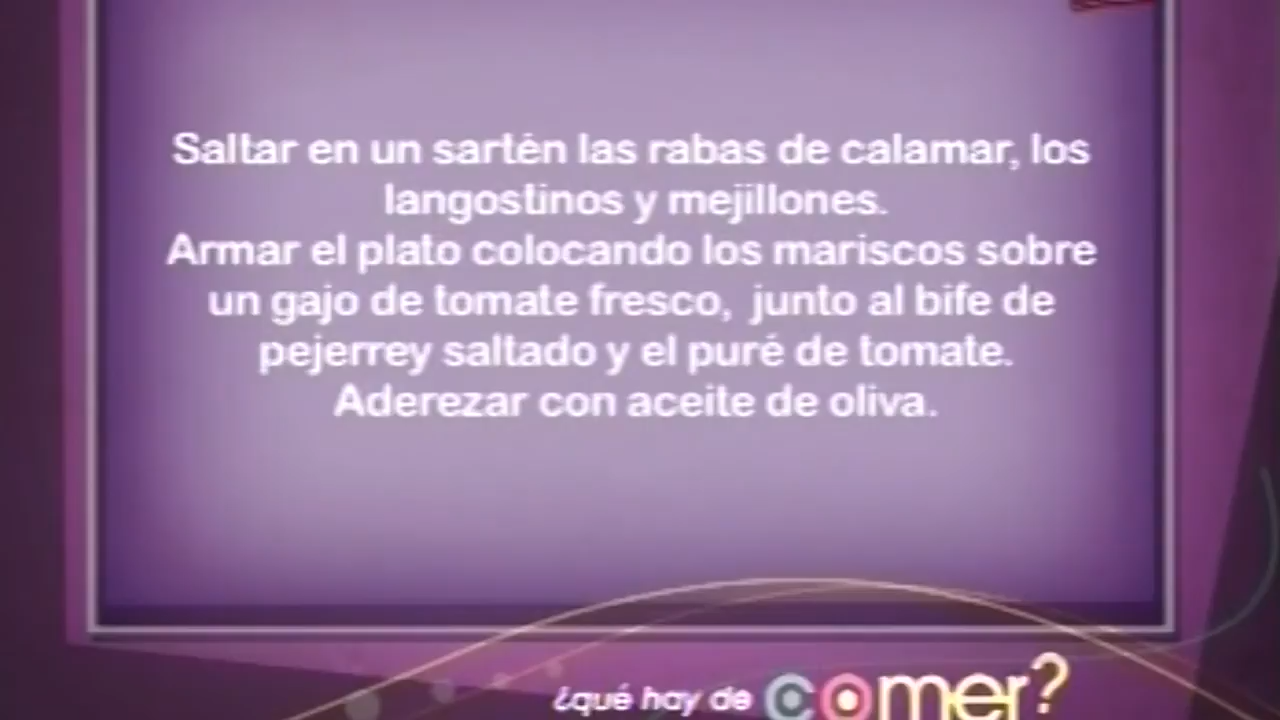 Saltar en un sartén las rabas de calamar, los
langostinos y mejillones.
Armar el plato colocando los mariscos sobre
un gajo de tomate fresco, junto al bife de
pejerrey saltado y el puré de tomate.
Aderezar con aceite de oliva.
¿qué hay de comer?